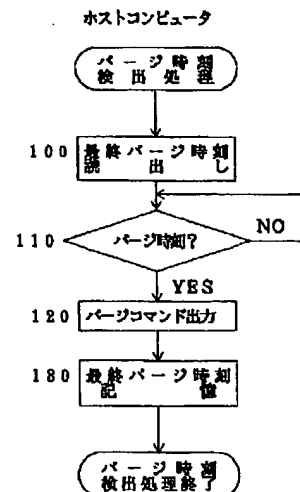 ホストコンピュータ
パージ時刻
検出処理
100
最終パージ時刻
読出し
110
パージ時刻?
NO
YES
120
パージコマンド出力
130
最終パージ時刻
記憶
パージ時刻
検出処理終了